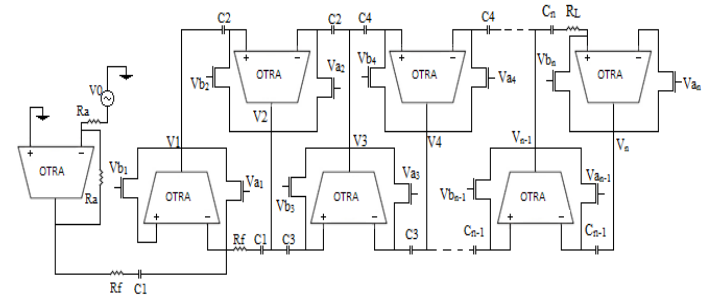 C2 C2 C4 C4 Cn RL
+ − + − + −
OTRA OTRA OTRA
Vb2 Va2 Vb4 Va4 Vbn Van
V0
Ra
V2 V4 Vn
V1 V3 Vn-1
+ −
OTRA
Ra
Vb1 Va1 Vb3 Va3 Vbn-1 Van-1
OTRA OTRA OTRA
+ − + − + −
Rf C1 C3 C3 Cn-1 Cn-1
Rf C1